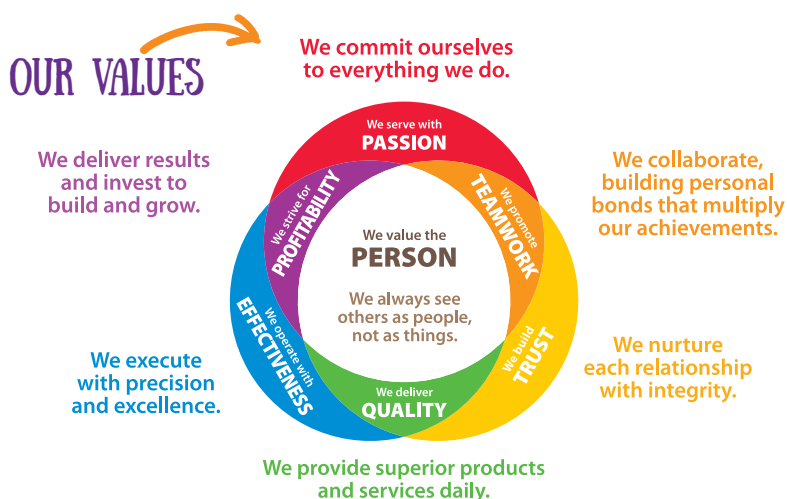 OUR VALUES
We commit ourselves
to everything we do.
We serve with
PASSION
We collaborate,
building personal
bonds that multiply
our achievements.
We promote
TEAMWORK
We nurture
each relationship
with integrity.
We build
TRUST
We provide superior products
and services daily.
We deliver
QUALITY
We execute
with precision
and excellence.
We operate with
EFFECTIVENESS
We deliver results
and invest to
build and grow.
We strive for
PROFITABILITY
We value the
PERSON
We always see
others as people,
not as things.